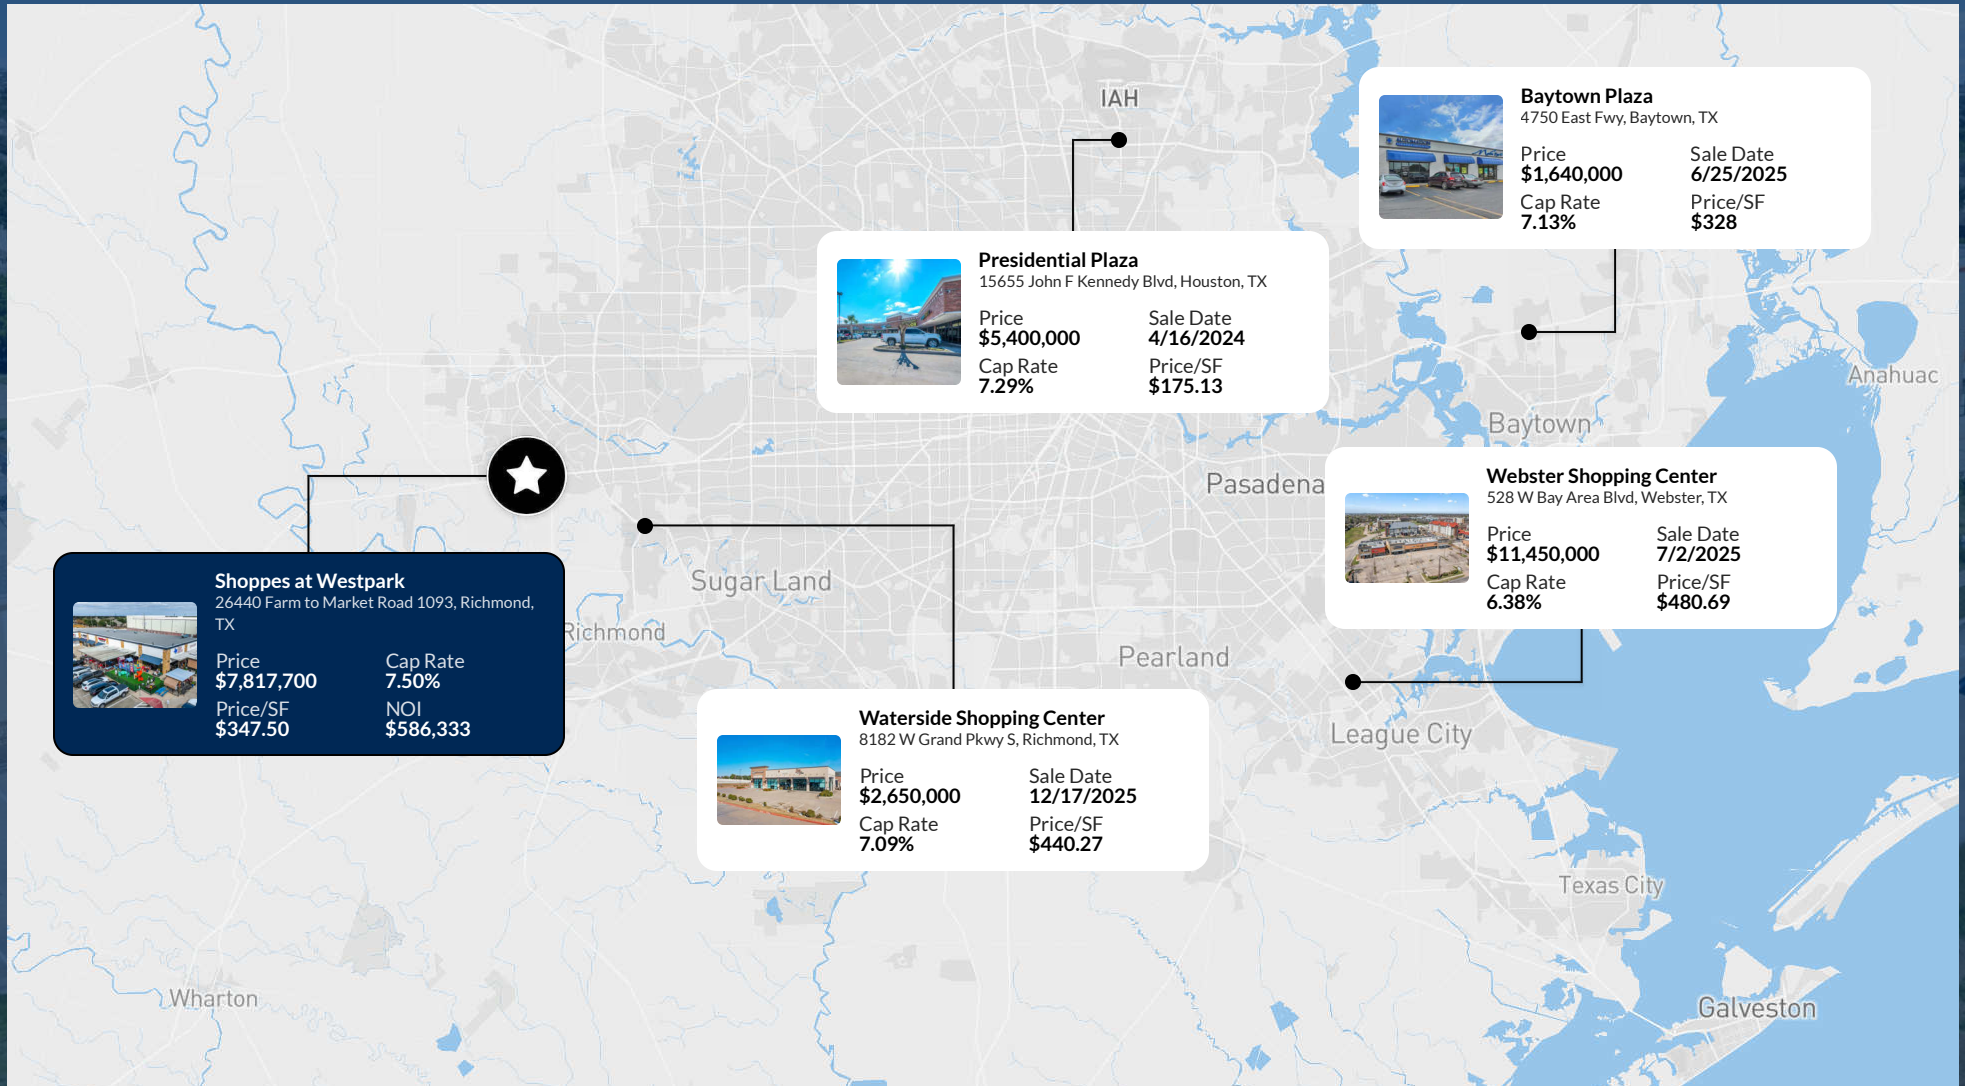 IAH
Baytown Plaza
4750 East Fwy, Baytown, TX
Price
$1,640,000
Sale Date
6/25/2025
Cap Rate
7.13%
Price/SF
$328
Presidential Plaza
15655 John F Kennedy Blvd, Houston, TX
Price
$5,400,000
Sale Date
4/16/2024
Cap Rate
7.29%
Price/SF
$175.13
Anahuac
Baytown
Pasadena
Webster Shopping Center
528 W Bay Area Blvd, Webster, TX
Price
$11,450,000
Sale Date
7/2/2025
Cap Rate
6.38%
Price/SF
$480.69
Shoppes at Westpark
26440 Farm to Market Road 1093, Richmond,
TX
Price
$7,817,700
Cap Rate
7.50%
Price/SF
$347.50
NOI
$586,333
Sugar Land
Richmond
Pearland
League City
Waterside Shopping Center
8182 W Grand Pkwy S, Richmond, TX
Price
$2,650,000
Sale Date
12/17/2025
Cap Rate
7.09%
Price/SF
$440.27
Texas City
Wharton
Galveston